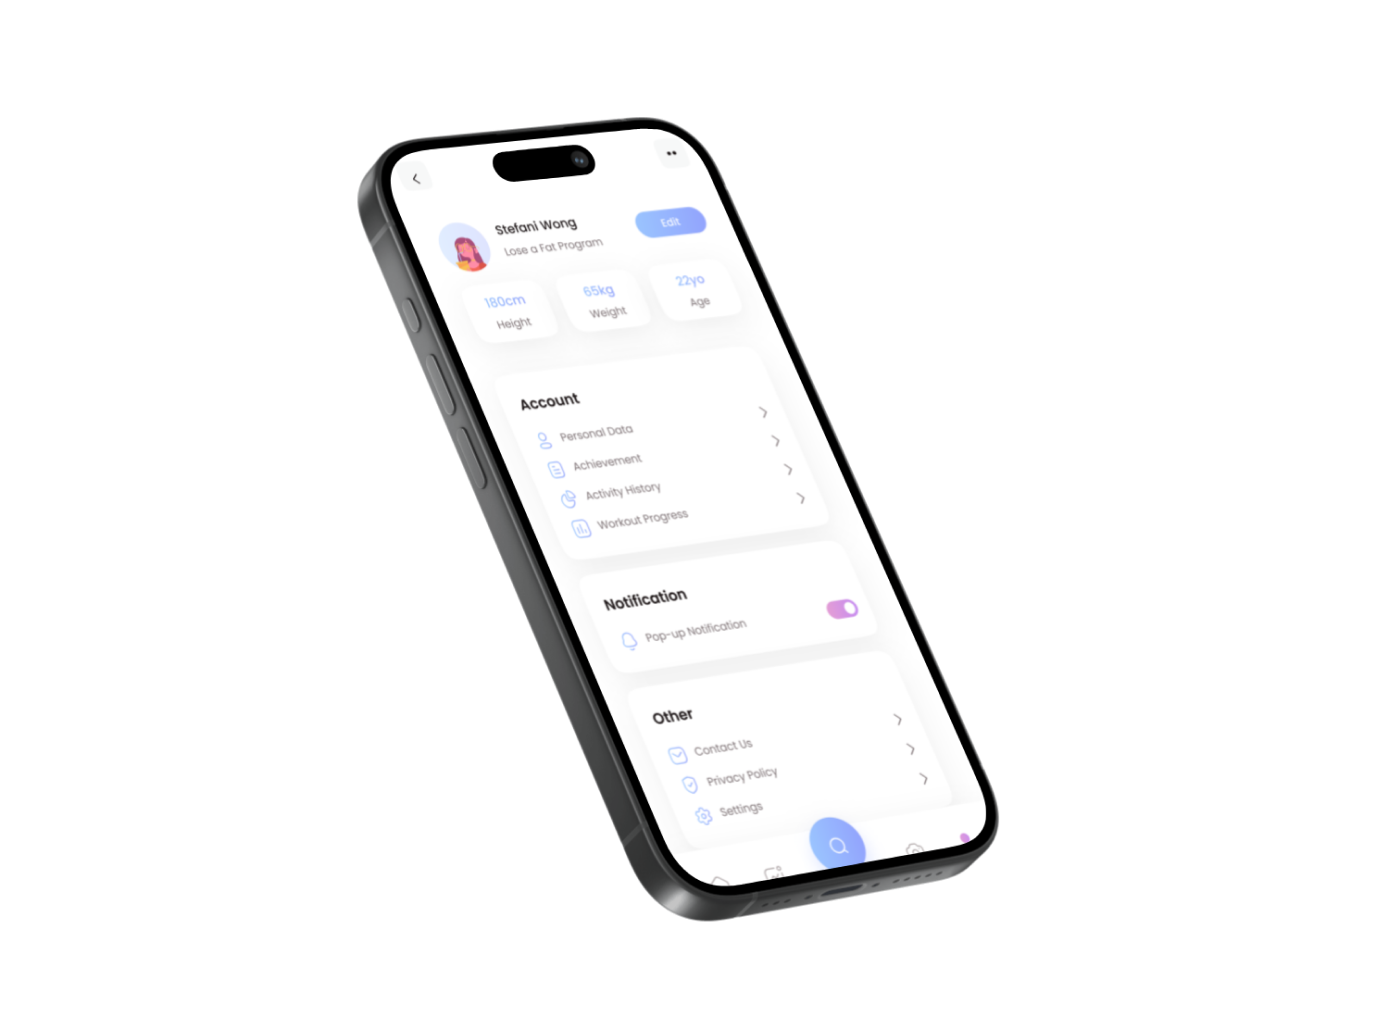 Stefani Wong
Edit
Lose a Fat Program
180cm
65kg
22yo
Height
Weight
Age
Account
Personal Data
Achievement
Activity History
Workout Progress
Notification
Pop-up Notification
Other
Contact Us
Privacy Policy
Settings